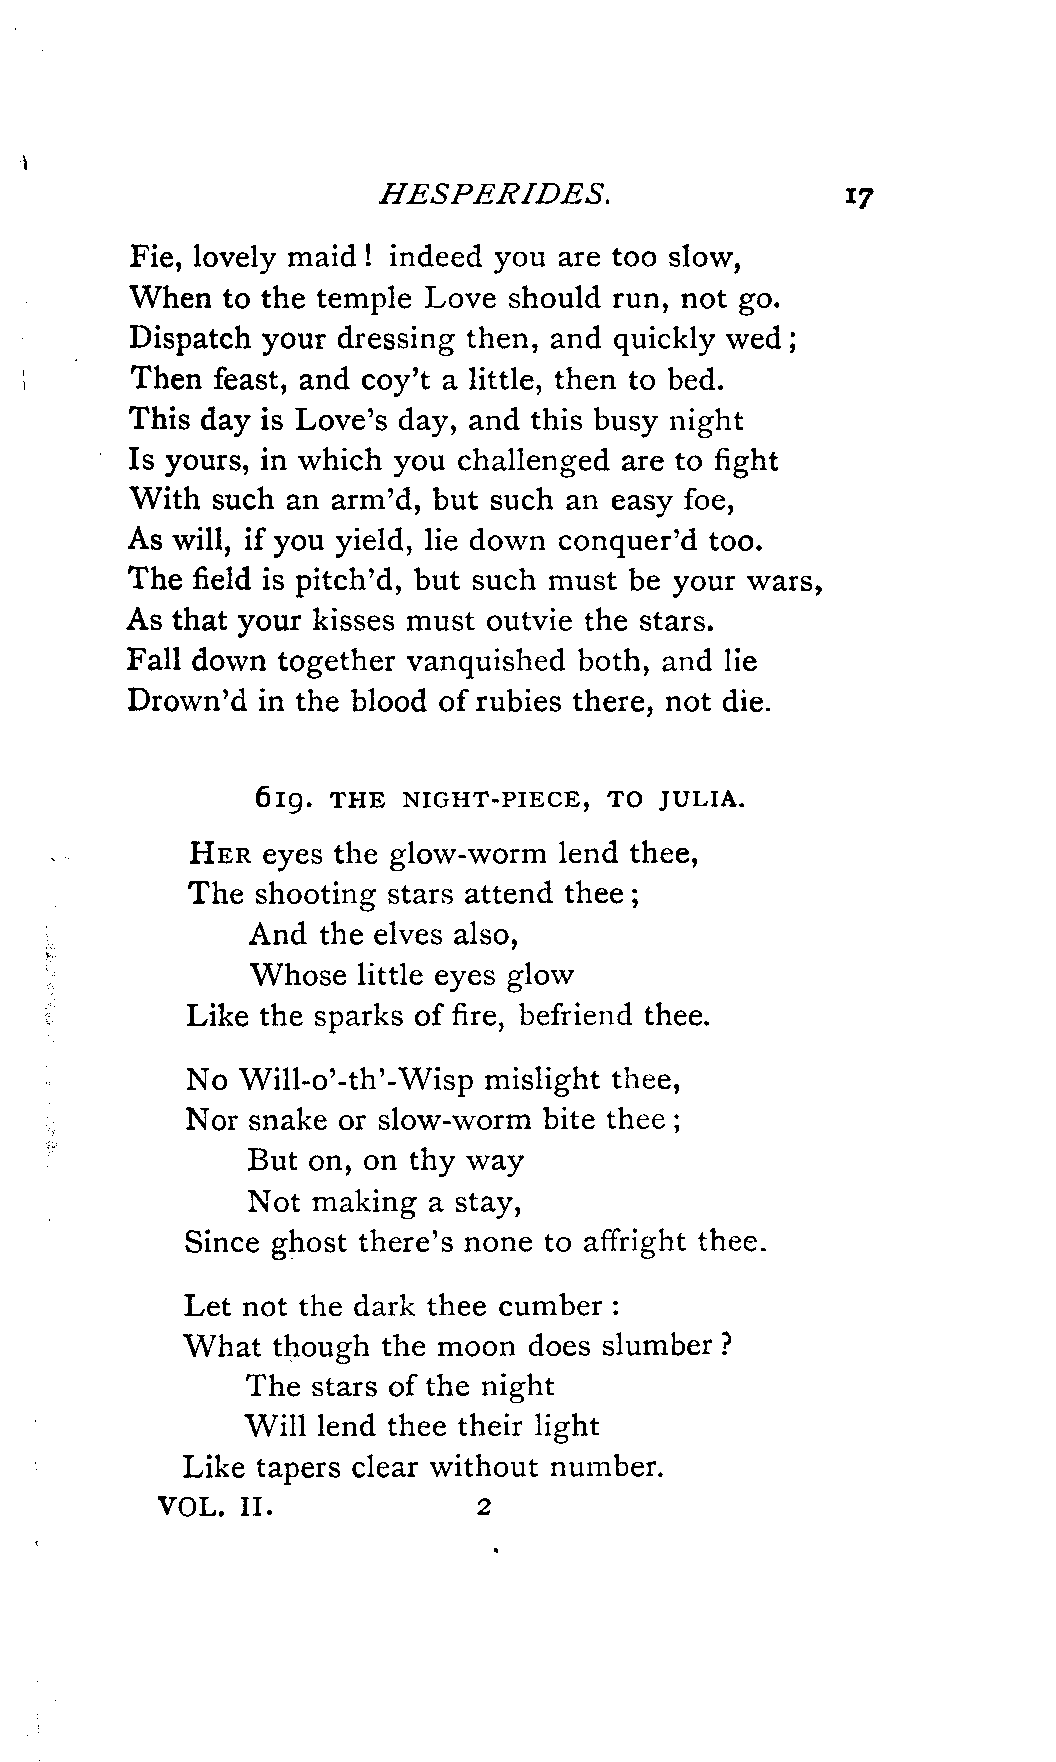 HESPERIDES. 17
Fie, lovely maid ! indeed you are too slow,
When to the temple Love should run, not go.
Dispatch your dressing then, and quickly wed ;
Then feast, and coy't a little, then to bed.
This day is Love's day, and this busy night
Is yours, in which you challenged are to fight
With such an arm'd, but such an easy foe,
As will, if you yield, lie down conquer'd too.
The field is pitch'd, but such must be your wars,
As that your kisses must outvie the stars.
Fall down together vanquished both, and lie
Drown'd in the blood of rubies there, not die.
619. THE NIGHT-PIECE, TO JULIA.
HER eyes the glow-worm lend thee,
The shooting stars attend thee ;
And the elves also,
Whose little eyes glow
Like the sparks of fire, befriend thee.
No Will-o'-th'-Wisp mislight thee,
Nor snake or slow-worm bite thee ;
But on, on thy way
Not making a stay,
Since ghost there's none to affright thee.
Let not the dark thee cumber :
What though the moon does slumber ?
The stars of the night
Will lend thee their light
Like tapers clear without number.
VOL. II. 2